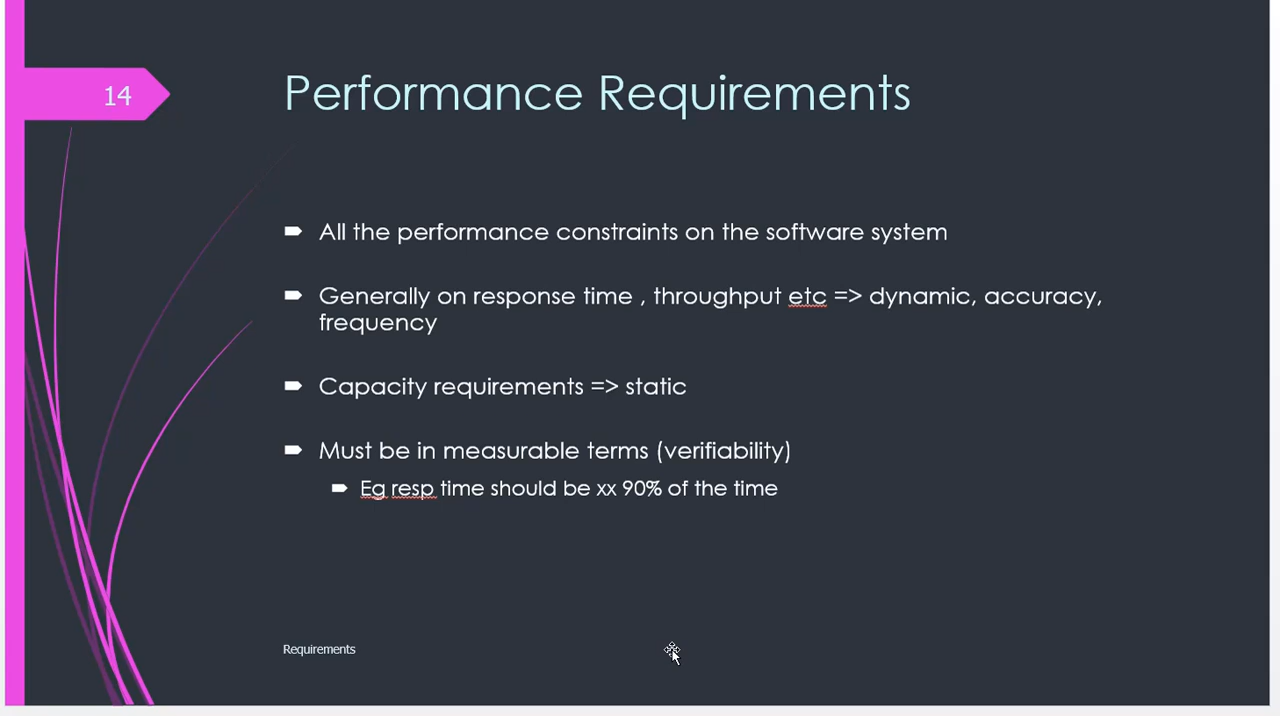 14
Performance Requirements
All the performance constraints on the software system
Generally on response time , throughput etc => dynamic, accuracy,
frequency
Capacity requirements => static
Must be in measurable terms (verifiability)
Eg resp time should be xx 90% of the time
Requirements